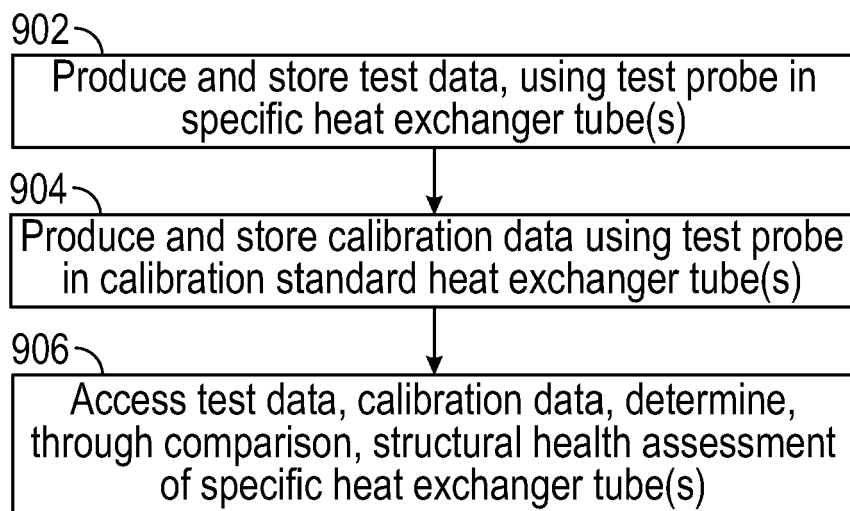 902
Produce and store test data, using test probe in
specific heat exchanger tube(s)
904
Produce and store calibration data using test probe
in calibration standard heat exchanger tube(s)
906
Access test data, calibration data, determine,
through comparison, structural health assessment
of specific heat exchanger tube(s)